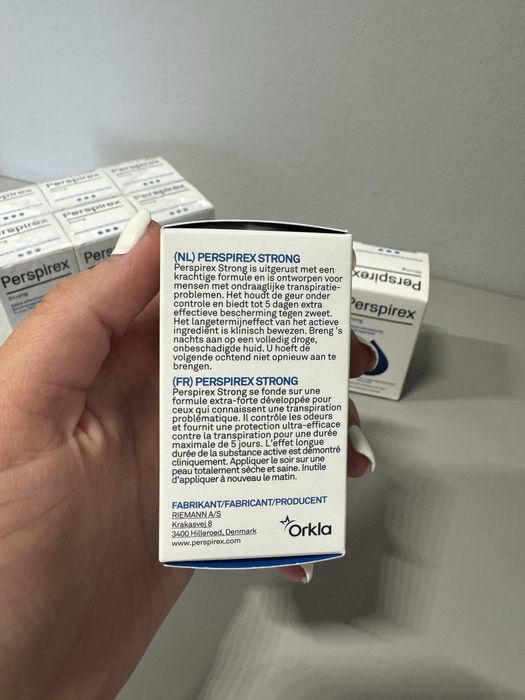 Perspirex
Strong
Perspirex
Perspirex
Perspirex
Strong
(NL) PERSPIREX STRONG
Perspirex Strong is uitgerust met een
krachtige formule en is ontworpen voor
mensen met ondraaglijke transpiratie-
problemen. Het houdt de geur onder
controle en biedt tot 5 dagen extra
effectieve bescherming tegen zweet.
Het langetermijneffect van het actieve
ingrediënt is klinisch bewezen. Breng 's
nachts aan op een volledig droge,
onbeschadigde huid. U hoeft de
volgende ochtend niet opnieuw aan te
brengen.
(FR) PERSPIREX STRONG
Perspirex Strong se fonde sur une
formule extra-forte développée pour
ceux qui connaissent une transpiration
problématique. Il contrôle les odeurs
et fournit une protection ultra-efficace
contre la transpiration pour une durée
maximale de 5 jours. L'effet longue
durée de la substance active est démontré
cliniquement. Appliquer le soir sur une
peau totalement sèche et saine. Inutile
d'appliquer à nouveau le matin.
FABRIKANT/FABRICANT/PRODUCENT
RIEMANN A/S
Krakasvej 8
3400 Hilleroed, Denmark
www.perspirex.com
Orkla